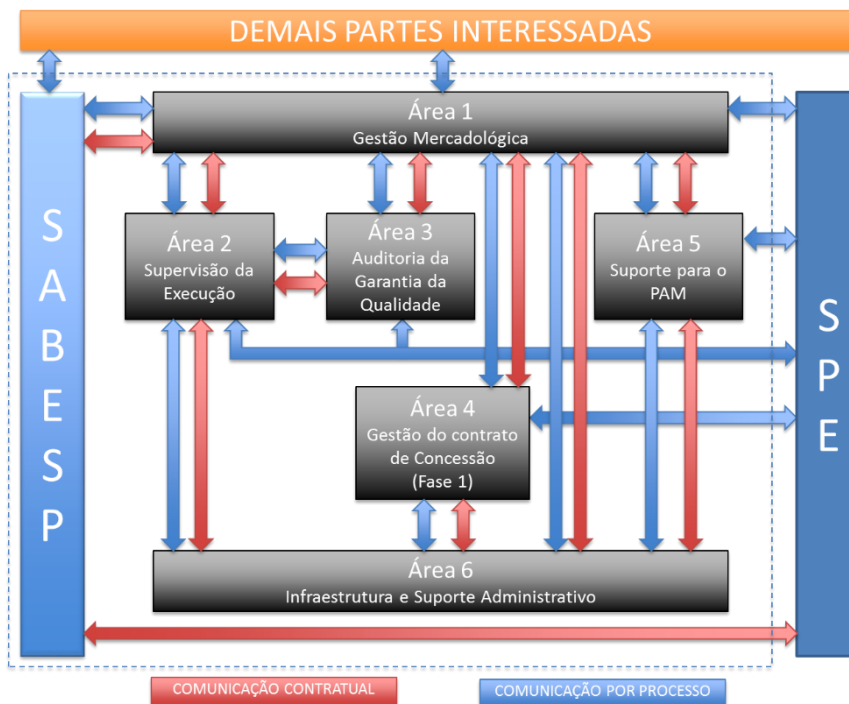 DEMAIS PARTES INTERESSADAS
SABESP
Área 1
Gestão Mercadológica
Área 2
Supervisão da
Execução
Área 3
Auditoria da
Garantia da
Qualidade
Área 5
Suporte para o
PAM
SPE
Área 4
Gestão do contrato
de Concessão
(Fase 1)
Área 6
Infraestrutura e Suporte Administrativo
COMUNICAÇÃO CONTRATUAL
COMUNICAÇÃO POR PROCESSO